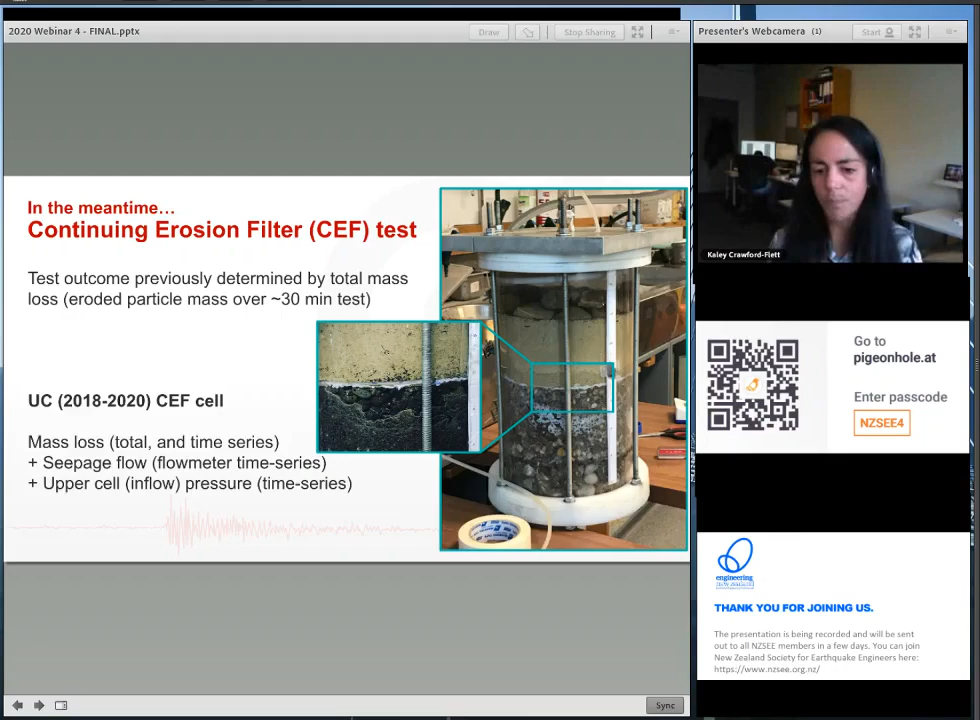 2020 Webinar 4 - FINAL.pptx
Draw
Stop Sharing
Presenter's Webcamera (1)
Start
In the meantime...
Continuing Erosion Filter (CEF) test
Test outcome previously determined by total mass
loss (eroded particle mass over ~30 min test)
UC (2018-2020) CEF cell
Mass loss (total, and time series)
+ Seepage flow (flowmeter time-series)
+ Upper cell (inflow) pressure (time-series)
Kaley Crawford-Flett
Go to
pigeonhole.at
Enter passcode
NZSEE4
engineering
NEW ZEALAND
THANK YOU FOR JOINING US.
The presentation is being recorded and will be sent
out to all NZSEE members in a few days. You can join
New Zealand Society for Earthquake Engineers here:
https://www.nzsee.org.nz/
Sync